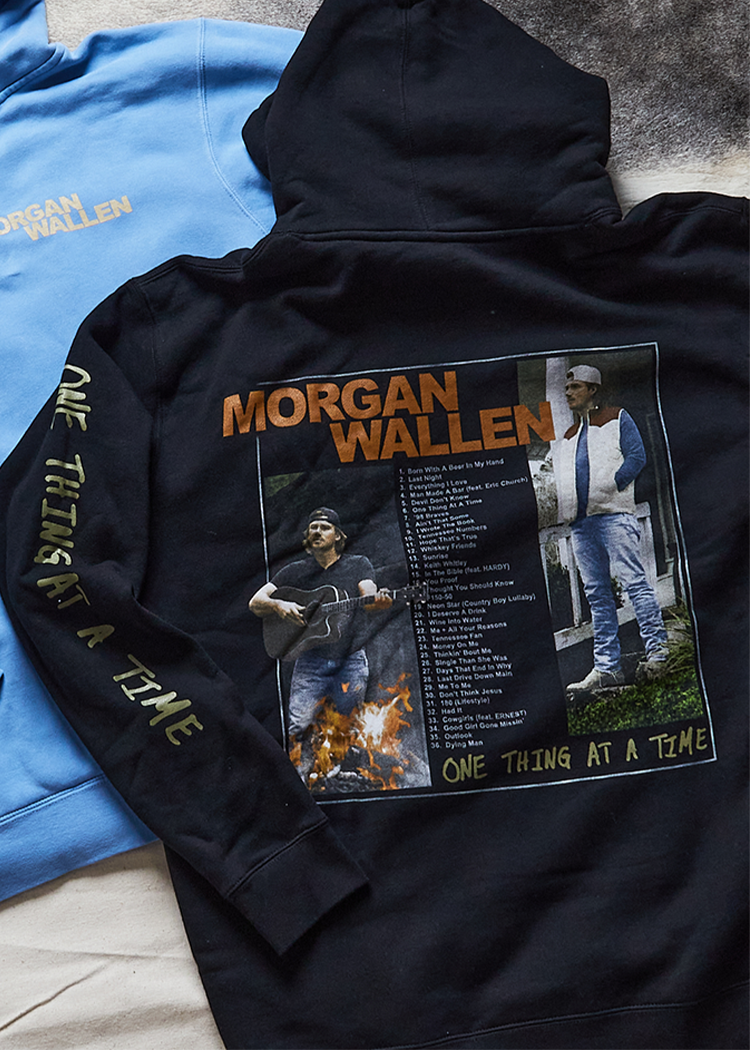 ORGAN
WALLEN
ONE THING AT A TIME
MORGAN
WALLEN
1. Born With A Beer In My Hand
2. Last Night
3. Everything I Love
4. Man Made A Bar (feat. Eric Church)
5. Devil Don't Know
6. One Thing At A Time
7. '98 Braves
8. Ain't That Some
9. I Wrote The Book
10. Tennessee Numbers
11. Hope That's True
12. Whiskey Friends
13. Sunrise
14. Keith Whitley
15. In The Bible (feat. HARDY)
You Proof
Thought You Should Know
150-50
19. Neon Star (Country Boy Lullaby)
20. I Deserve A Drink
21. Wine Into Water
22. Ma + All Your Reasons
23. Tennessee Fan
24. Money On Me
25. Thinkin' Bout Me
26. Single Than She Was
27. Days That End In Why
28. Last Drive Down Main
29. Me To Me
30. Don't Think Jesus
31. 180 (Lifestyle)
32. Had It
33. Cowgirls (feat. ERNEST)
34. Good Girl Gone Missin'
35. Outlook
36. Dying Man
ONE THING AT A TIME